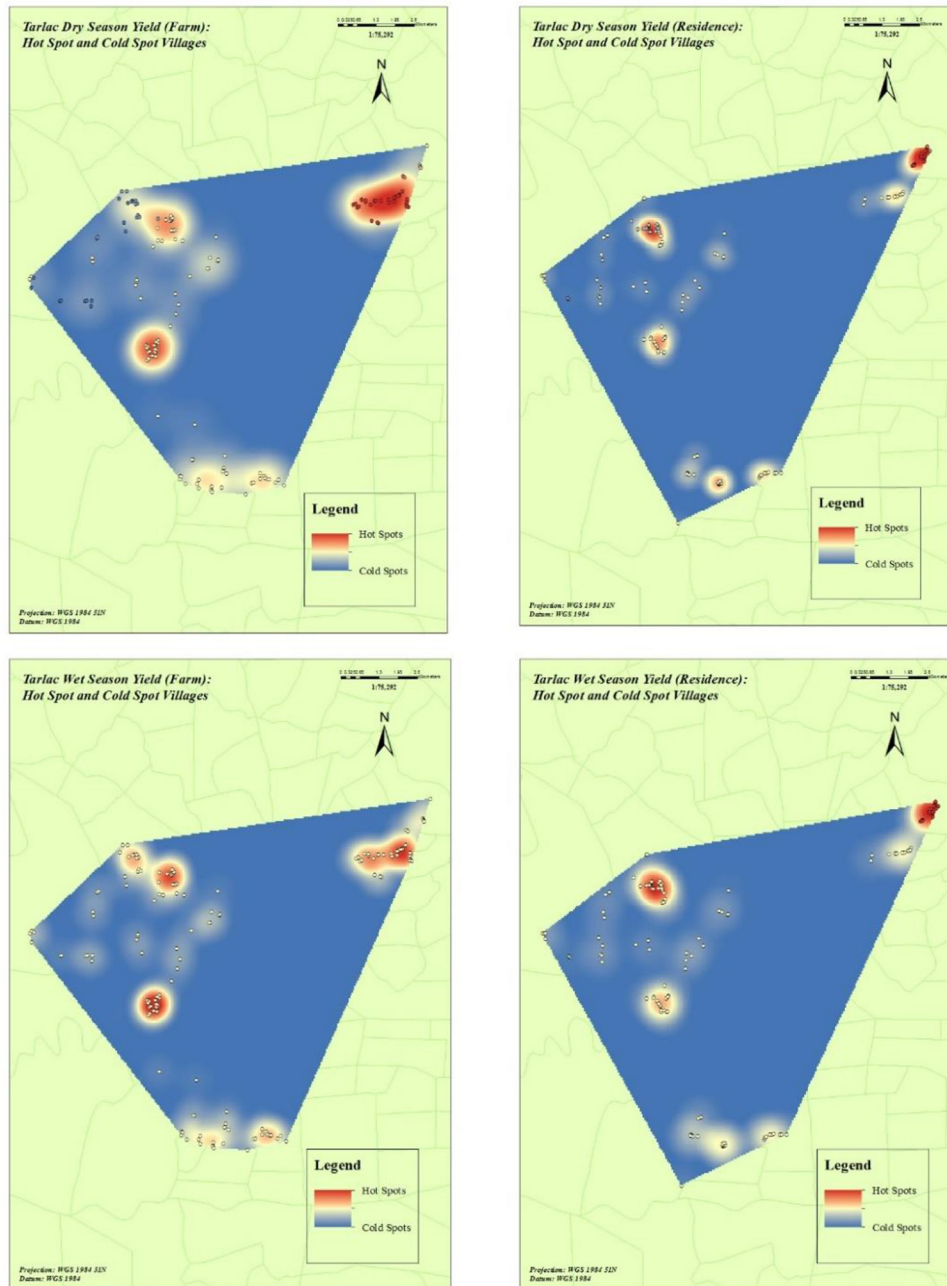 Tarlac Dry Season Yield (Farm):
Hot Spot and Cold Spot Villages
1:75,292
N
Legend
Hot Spots
Cold Spots
Projection: WGS 1984 51N
Datum: WGS 1984
Tarlac Dry Season Yield (Residence):
Hot Spot and Cold Spot Villages
1:75,292
N
Legend
Hot Spots
Cold Spots
Projection: WGS 1984 51N
Datum: WGS 1984
Tarlac Wet Season Yield (Farm):
Hot Spot and Cold Spot Villages
1:75,292
N
Legend
Hot Spots
Cold Spots
Projection: WGS 1984 51N
Datum: WGS 1984
Tarlac Wet Season Yield (Residence):
Hot Spot and Cold Spot Villages
1:75,292
N
Legend
Hot Spots
Cold Spots
Projection: WGS 1984 51N
Datum: WGS 1984